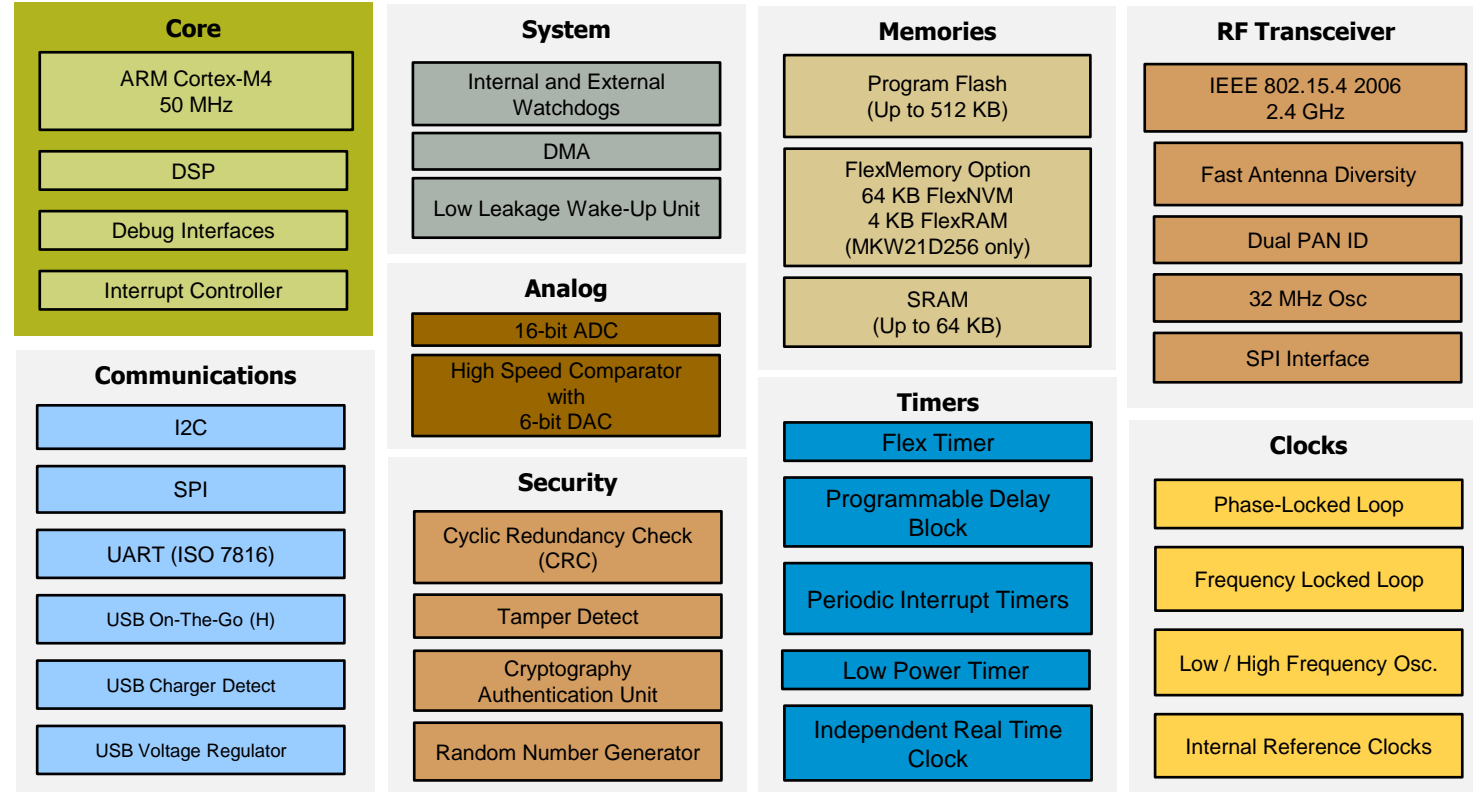 Core
ARM Cortex-M4
50 MHz
DSP
Debug Interfaces
Interrupt Controller
Communications
I2C
SPI
UART (ISO 7816)
USB On-The-Go (H)
USB Charger Detect
USB Voltage Regulator
System
Internal and External
Watchdogs
DMA
Low Leakage Wake-Up Unit
Analog
16-bit ADC
High Speed Comparator
with
6-bit DAC
Security
Cyclic Redundancy Check
(CRC)
Tamper Detect
Cryptography
Authentication Unit
Random Number Generator
Memories
Program Flash
(Up to 512 KB)
FlexMemory Option
64 KB FlexNVM
4 KB FlexRAM
(MKW21D256 only)
SRAM
(Up to 64 KB)
Timers
Flex Timer
Programmable Delay
Block
Periodic Interrupt Timers
Low Power Timer
Independent Real Time
Clock
RF Transceiver
IEEE 802.15.4 2006
2.4 GHz
Fast Antenna Diversity
Dual PAN ID
32 MHz Osc
SPI Interface
Clocks
Phase-Locked Loop
Frequency Locked Loop
Low / High Frequency Osc.
Internal Reference Clocks